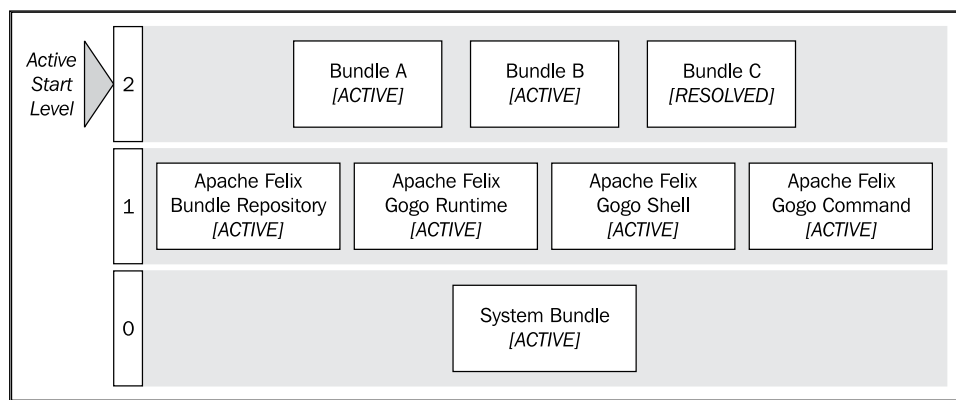 Active
Start
Level
2
Bundle A
[ACTIVE]
Bundle B
[ACTIVE]
Bundle C
[RESOLVED]
1
Apache Felix
Bundle Repository
[ACTIVE]
Apache Felix
Gogo Runtime
[ACTIVE]
Apache Felix
Gogo Shell
[ACTIVE]
Apache Felix
Gogo Command
[ACTIVE]
0
System Bundle
[ACTIVE]